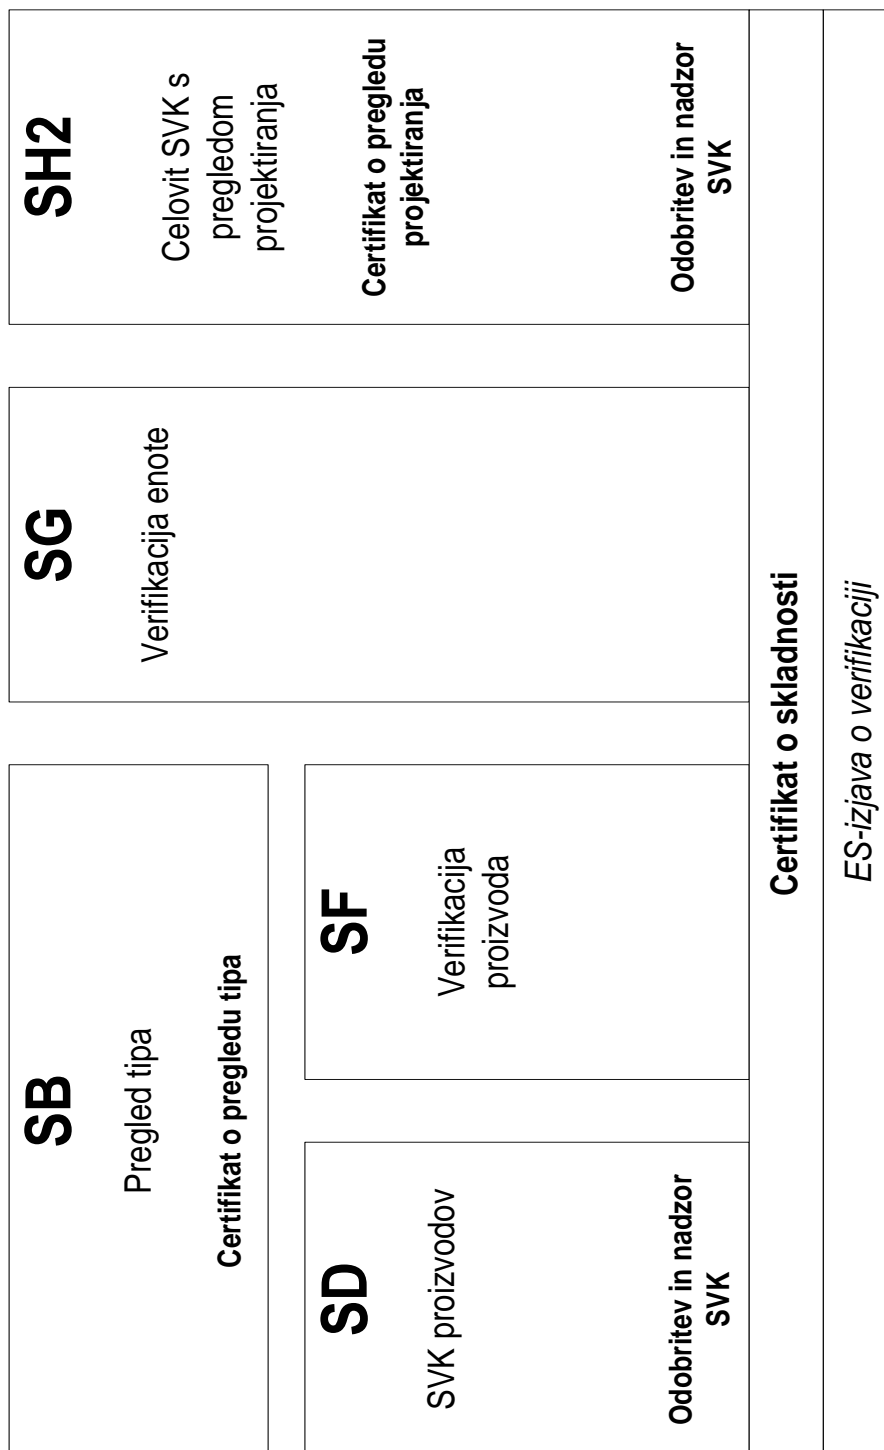 SB
Pregled tipa
Certifikat o pregledu tipa
SD
SVK proizvodov
Odobritev in nadzor
SVK
SF
Verifikacija
proizvoda
SG
Verifikacija enote
SH2
Celovit SVK s
pregledom
projektiranja
Certifikat o pregledu
projektiranja
Odobritev in nadzor
SVK
Certifikat o skladnosti
ES-izjava o verifikaciji